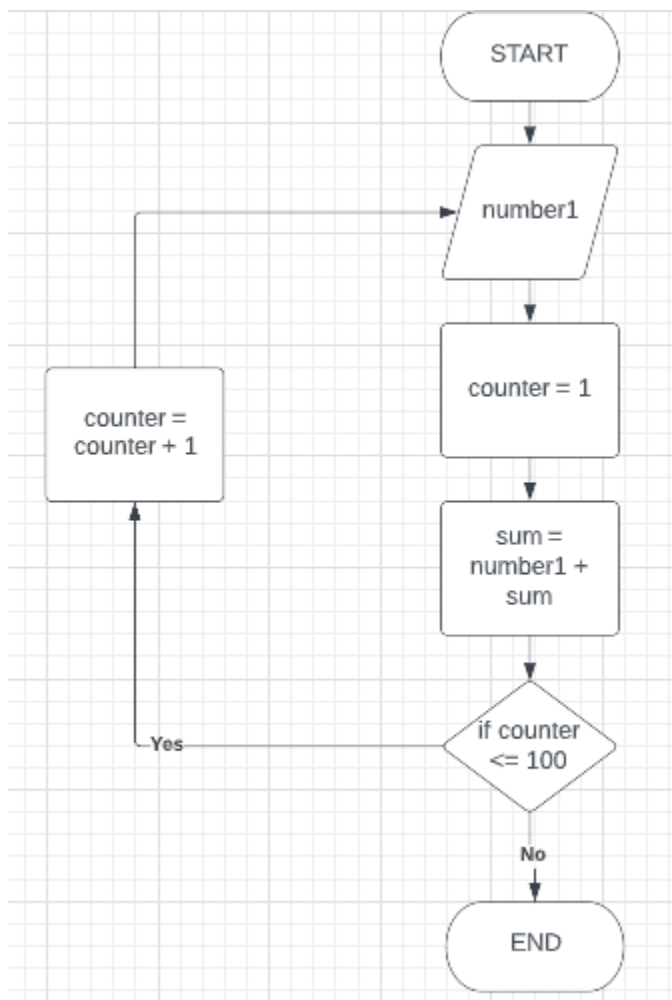 START
number1
counter = 1
counter =
counter + 1
sum =
number1 +
sum
if counter
<= 100
Yes
No
END